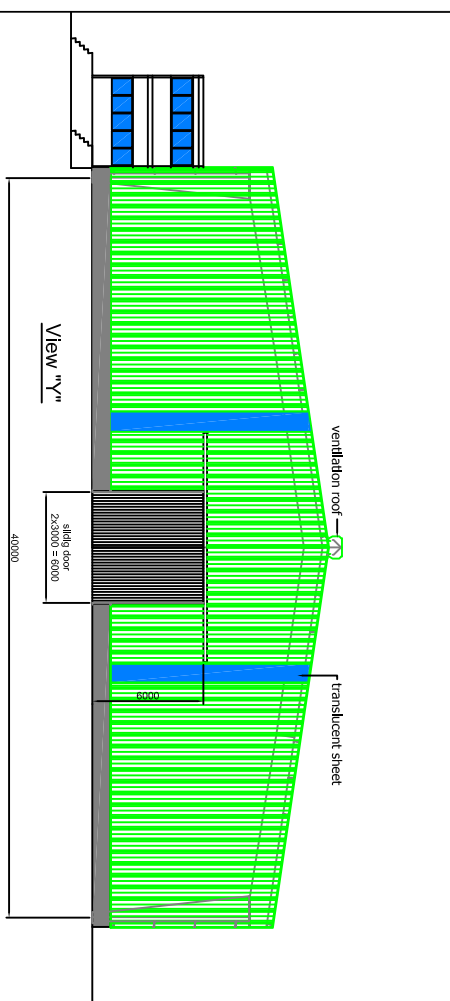 ventilation roof
translucent sheet
6000
View "Y"
slidig door
2x3000 = 6000
40000